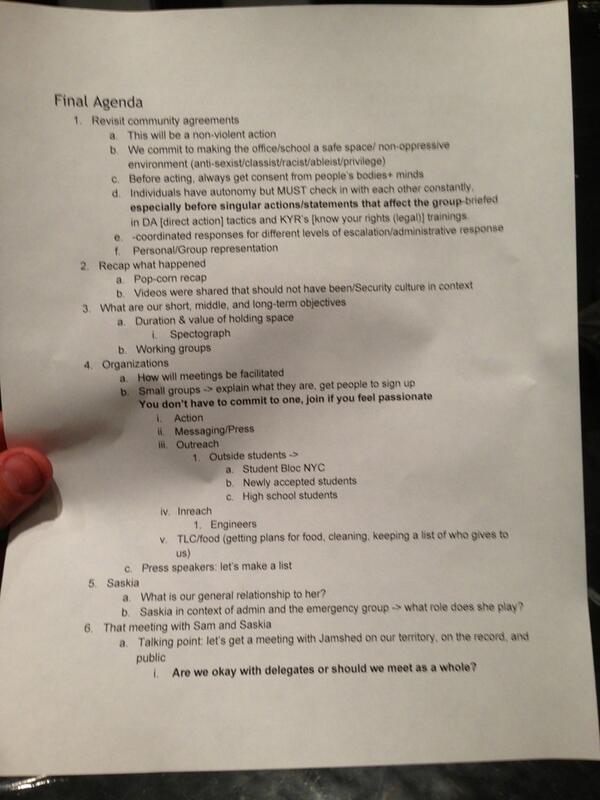 Final Agenda
1. Revisit community agreements
a. This will be a non-violent action
b. We commit to making the office/school a safe space/ non-oppressive
environment (anti-sexist/classist/racist/ableist/privilege)
c. Before acting, always get consent from people's bodies+ minds
d. Individuals have autonomy but MUST check in with each other constantly,
especially before singular actions/statements that affect the group-briefed
in DA [direct action] tactics and KYR's [know your rights (legal)] trainings.
e. -coordinated responses for different levels of escalation/administrative response
f. Personal/Group representation
2. Recap what happened
a. Pop-corn recap
b. Videos were shared that should not have been/Security culture in context
3. What are our short, middle, and long-term objectives
a. Duration & value of holding space
i. Spectograph
b. Working groups
4. Organizations
a. How will meetings be facilitated
b. Small groups -> explain what they are, get people to sign up
You don't have to commit to one, join if you feel passionate
i. Action
ii. Messaging/Press
iii. Outreach
1. Outside students ->
a. Student Bloc NYC
b. Newly accepted students
c. High school students
iv. Inreach
1. Engineers
v. TLC/food (getting plans for food, cleaning, keeping a list of who gives to
us)
c. Press speakers: let's make a list
5. Saskia
a. What is our general relationship to her?
b. Saskia in context of admin and the emergency group -> what role does she play?
6. That meeting with Sam and Saskia
a. Talking point: let's get a meeting with Jamshed on our territory, on the record, and
public
i. Are we okay with delegates or should we meet as a whole?